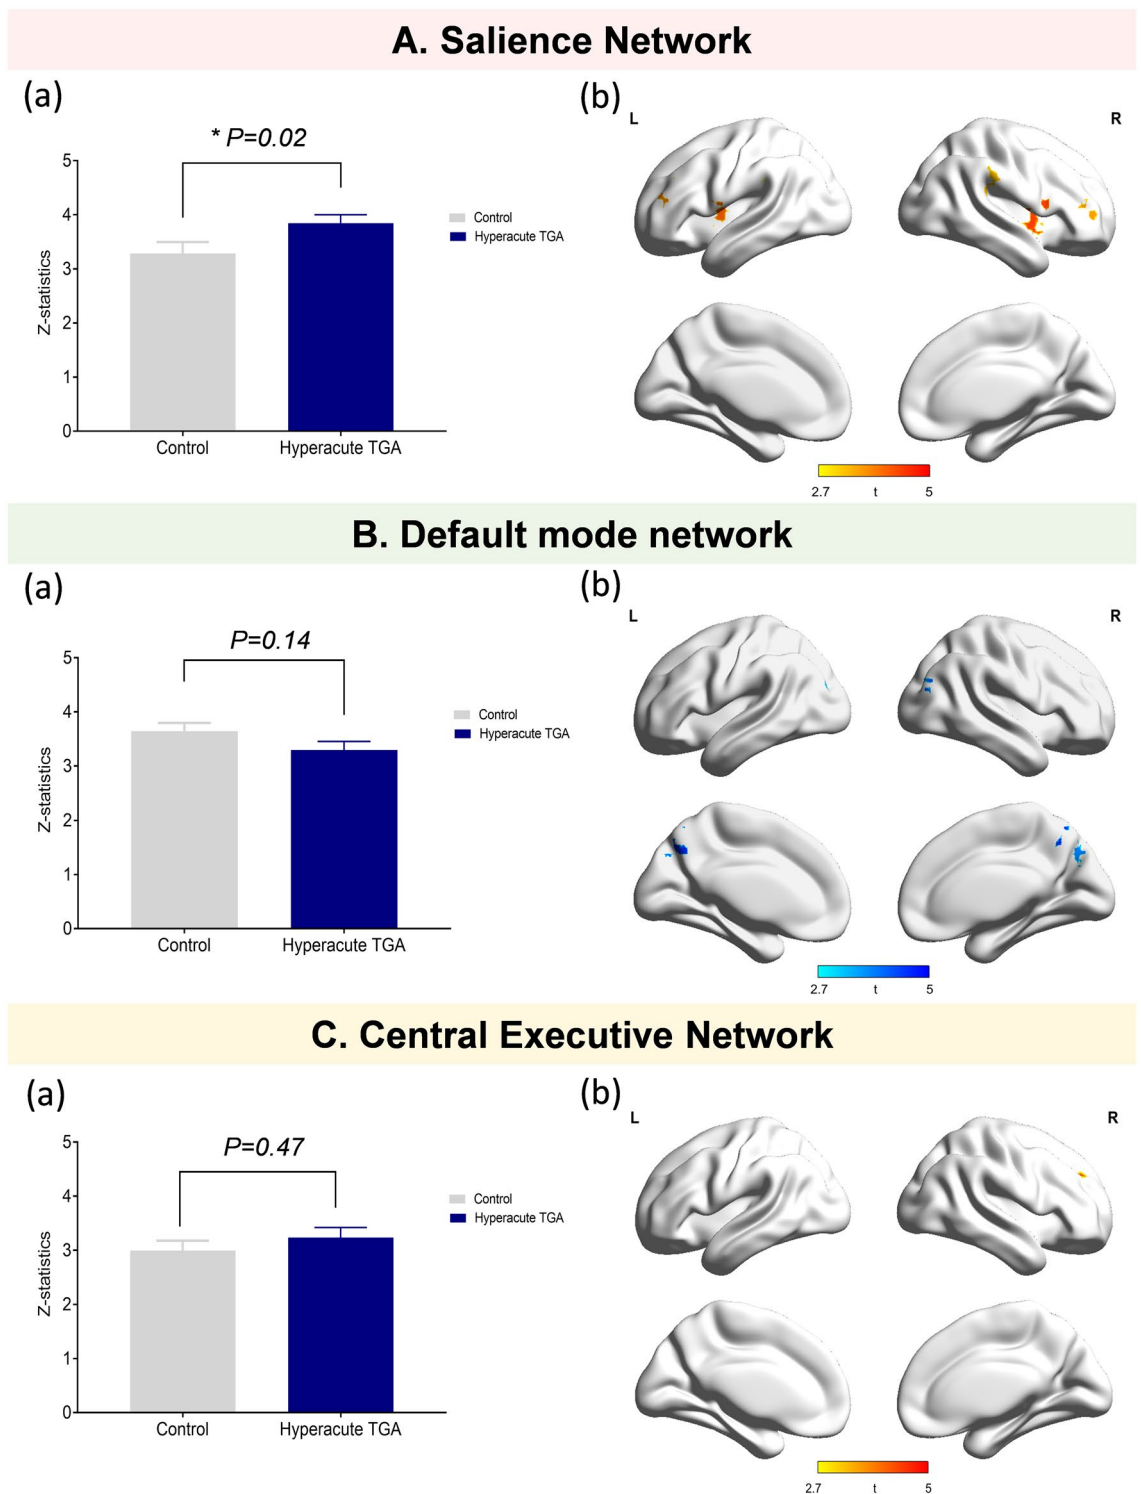 A. Salience Network
(a)
* P=0.02
5
4
3
2
1
0
Z-statistics
Control
Hyperacute TGA
Control
Hyperacute TGA
(b)
L
R
2.7
t
5
B. Default mode network
(a)
P=0.14
5
4
3
2
1
0
Z-statistics
Control
Hyperacute TGA
Control
Hyperacute TGA
(b)
L
R
2.7
t
5
C. Central Executive Network
(a)
P=0.47
5
4
3
2
1
0
Z-statistics
Control
Hyperacute TGA
Control
Hyperacute TGA
(b)
L
R
2.7
t
5